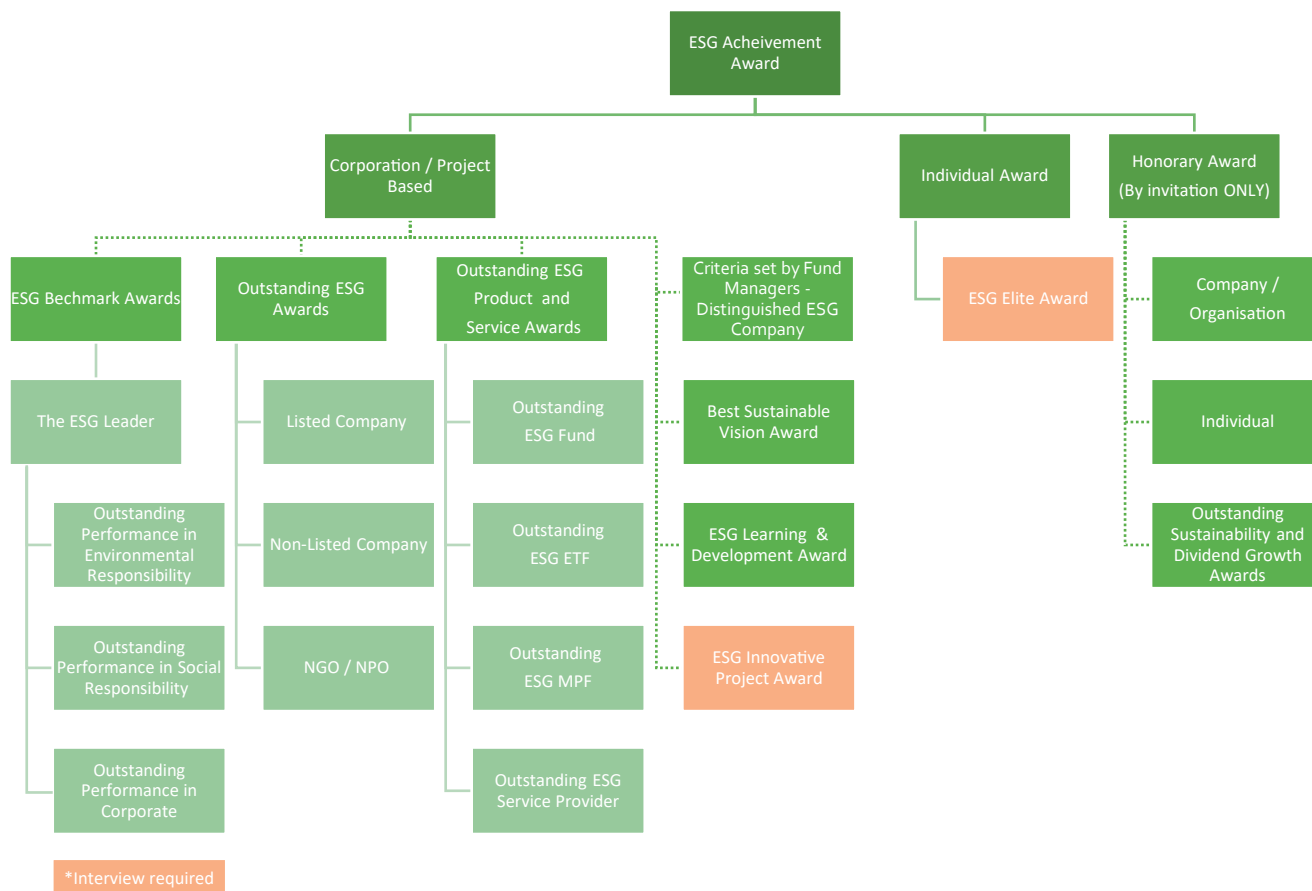 ESG Acheivement
Award
Corporation / Project
Based
Individual Award
Honorary Award
(By invitation ONLY)
ESG Bechmark Awards
Outstanding ESG
Awards
Outstanding ESG
Product and
Service Awards
Criteria set by Fund
Managers -
Distinguished ESG
Company
ESG Elite Award
Company /
Organisation
The ESG Leader
Listed Company
Outstanding
ESG Fund
Best Sustainable
Vision Award
Individual
Outstanding
Performance in
Environmental
Responsibility
Non-Listed Company
Outstanding
ESG ETF
ESG Learning &
Development Award
Outstanding
Sustainability and
Dividend Growth
Awards
Outstanding
Performance in Social
Responsibility
NGO / NPO
Outstanding
ESG MPF
ESG Innovative
Project Award
Outstanding
Performance in
Corporate
Outstanding ESG
Service Provider
*Interview required